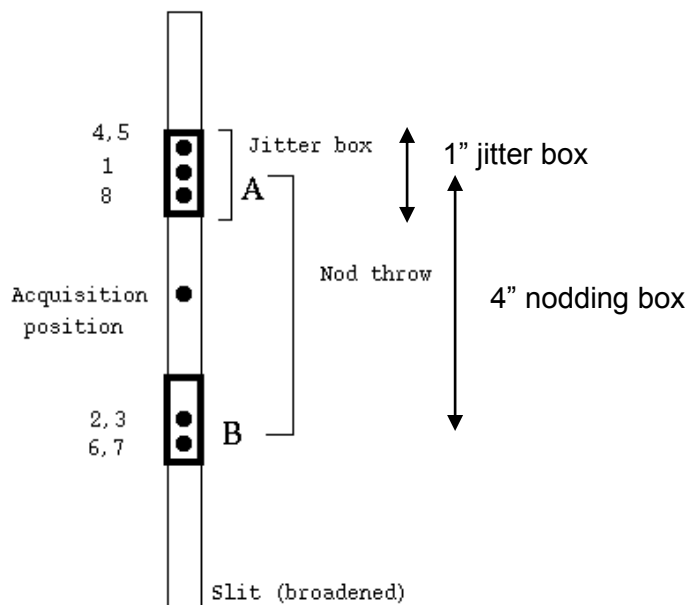 4,5
1
8
Jitter box
A
1” jitter box
Nod throw
4” nodding box
Acquisition
position
2,3
6,7
B
Slit (broadened)